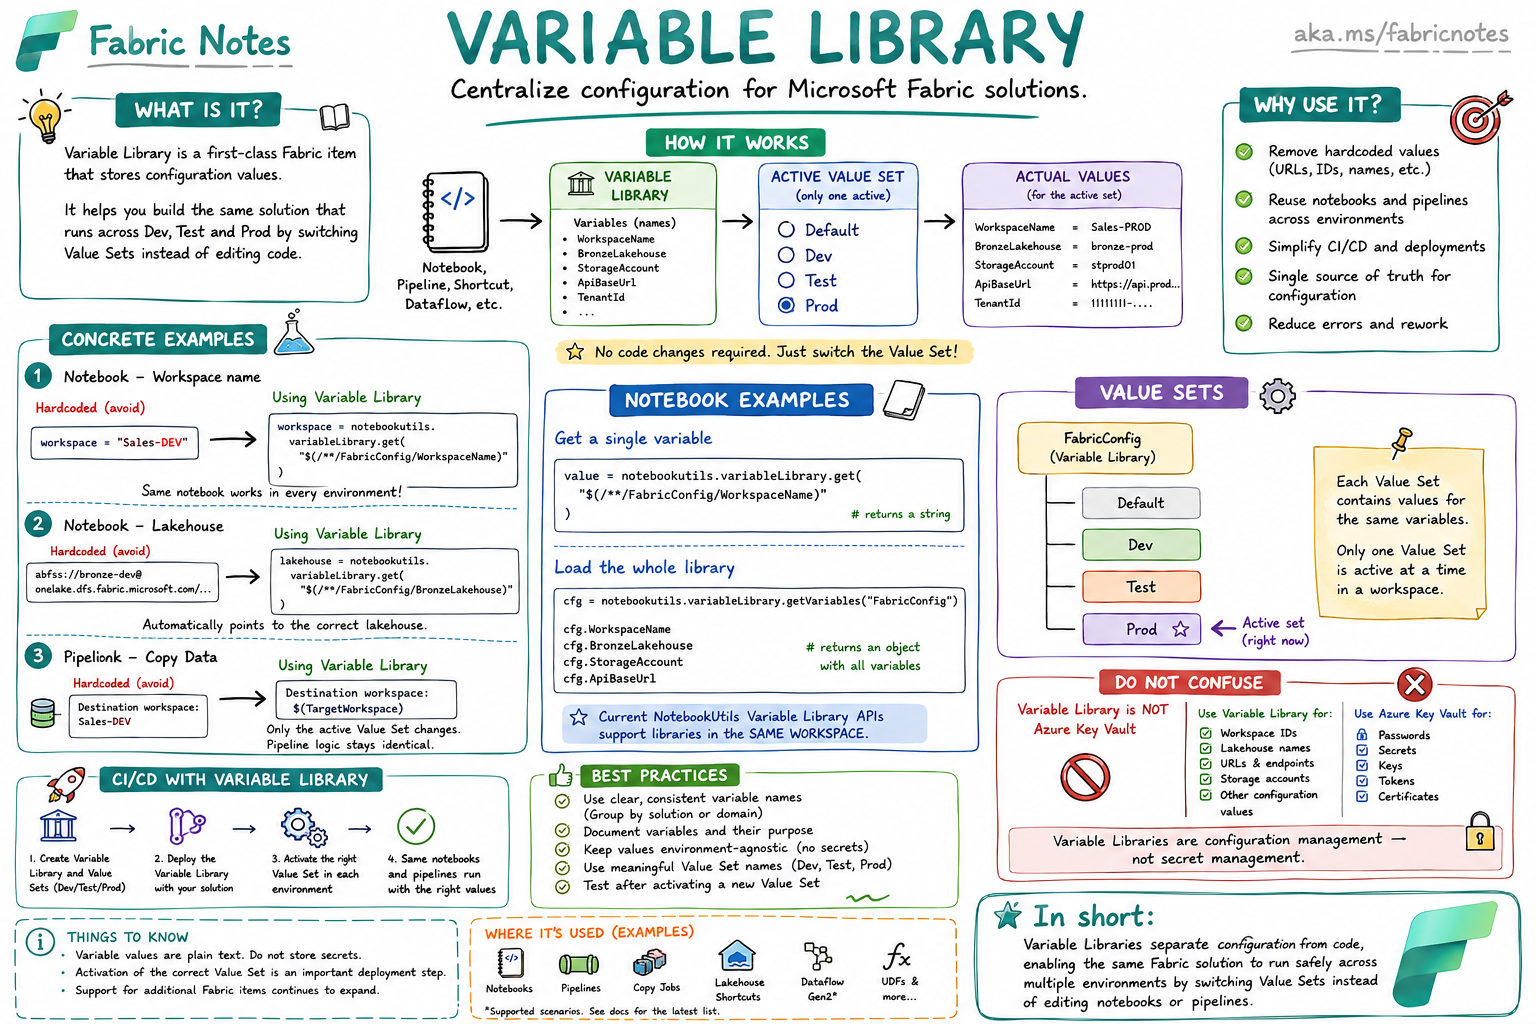 Fabric Notes
VARIABLE LIBRARY
Centralize configuration for Microsoft Fabric solutions.
aka.ms/fabricnotes
WHAT IS IT?
Variable Library is a first-class Fabric item
that stores configuration values.
It helps you build the same solution that
runs across Dev, Test and Prod by switching
Value Sets instead of editing code.
HOW IT WORKS
</>
Notebook,
Pipeline, Shortcut,
Dataflow, etc.
VARIABLE
LIBRARY
Variables (names)
• WorkspaceName
• BronzeLakehouse
• StorageAccount
• ApiBaseUrl
• TenantId
• ...
ACTIVE VALUE SET
(only one active)
Default
Dev
Test
Prod
ACTUAL VALUES
(for the active set)
WorkspaceName = Sales-PROD
BronzeLakehouse = bronze-prod
StorageAccount = stprod01
ApiBaseUrl = https://api.prod...
TenantId = 11111111-....
No code changes required. Just switch the Value Set!
WHY USE IT?
Remove hardcoded values
(URLs, IDs, names, etc.)
Reuse notebooks and pipelines
across environments
Simplify CI/CD and deployments
Single source of truth for
configuration
Reduce errors and rework
CONCRETE EXAMPLES
1 Notebook – Workspace name
Hardcoded (avoid)
workspace = "Sales-DEV"
Using Variable Library
workspace = notebookutils.
variableLibrary.get(
"$(/**/FabricConfig/WorkspaceName)"
)
Same notebook works in every environment!
2 Notebook – Lakehouse
Hardcoded (avoid)
abfss://bronze-dev@
onelake.dfs.fabric.microsoft.com/...
Using Variable Library
lakehouse = notebookutils.
variableLibrary.get(
"$(/**/FabricConfig/BronzeLakehouse)"
)
Automatically points to the correct lakehouse.
3 Pipelionk – Copy Data
Hardcoded (avoid)
Destination workspace:
Sales-DEV
Using Variable Library
Destination workspace:
$(TargetWorkspace)
Only the active Value Set changes.
Pipeline logic stays identical.
NOTEBOOK EXAMPLES
Get a single variable
value = notebookutils.variableLibrary.get(
"$(/**/FabricConfig/WorkspaceName)"
)
# returns a string
Load the whole library
cfg = notebookutils.variableLibrary.getVariables("FabricConfig")
cfg.WorkspaceName
cfg.BronzeLakehouse
cfg.StorageAccount
cfg.ApiBaseUrl
# returns an object
with all variables
Current NotebookUtils Variable Library APIs
support libraries in the SAME WORKSPACE.
VALUE SETS
FabricConfig
(Variable Library)
Default
Dev
Test
Prod
Active set
(right now)
Each Value Set
contains values for
the same variables.
Only one Value Set
is active at a time
in a workspace.
DO NOT CONFUSE
Variable Library is NOT
Azure Key Vault
Use Variable Library for:
Workspace IDs
Lakehouse names
URLs & endpoints
Storage accounts
Other configuration
values
Use Azure Key Vault for:
Passwords
Secrets
Keys
Tokens
Certificates
Variable Libraries are configuration management —
not secret management.
CI/CD WITH VARIABLE LIBRARY
1. Create Variable
Library and Value
Sets (Dev/Test/Prod)
2. Deploy the
Variable Library
with your solution
3. Activate the right
Value Set in each
environment
4. Same notebooks
and pipelines run
with the right values
BEST PRACTICES
Use clear, consistent variable names
(Group by solution or domain)
Document variables and their purpose
Keep values environment-agnostic (no secrets)
Use meaningful Value Set names (Dev, Test, Prod)
Test after activating a new Value Set
i THINGS TO KNOW
• Variable values are plain text. Do not store secrets.
• Activation of the correct Value Set is an important deployment step.
• Support for additional Fabric items continues to expand.
WHERE IT'S USED (EXAMPLES)
</>
Notebooks
Pipelines
Copy Jobs
Lakehouse
Shortcuts
Dataflow
Gen2*
fx
UDFs &
more...
*Supported scenarios. See docs for the latest list.
In short:
Variable Libraries separate configuration from code,
enabling the same Fabric solution to run safely across
multiple environments by switching Value Sets instead
of editing notebooks or pipelines.